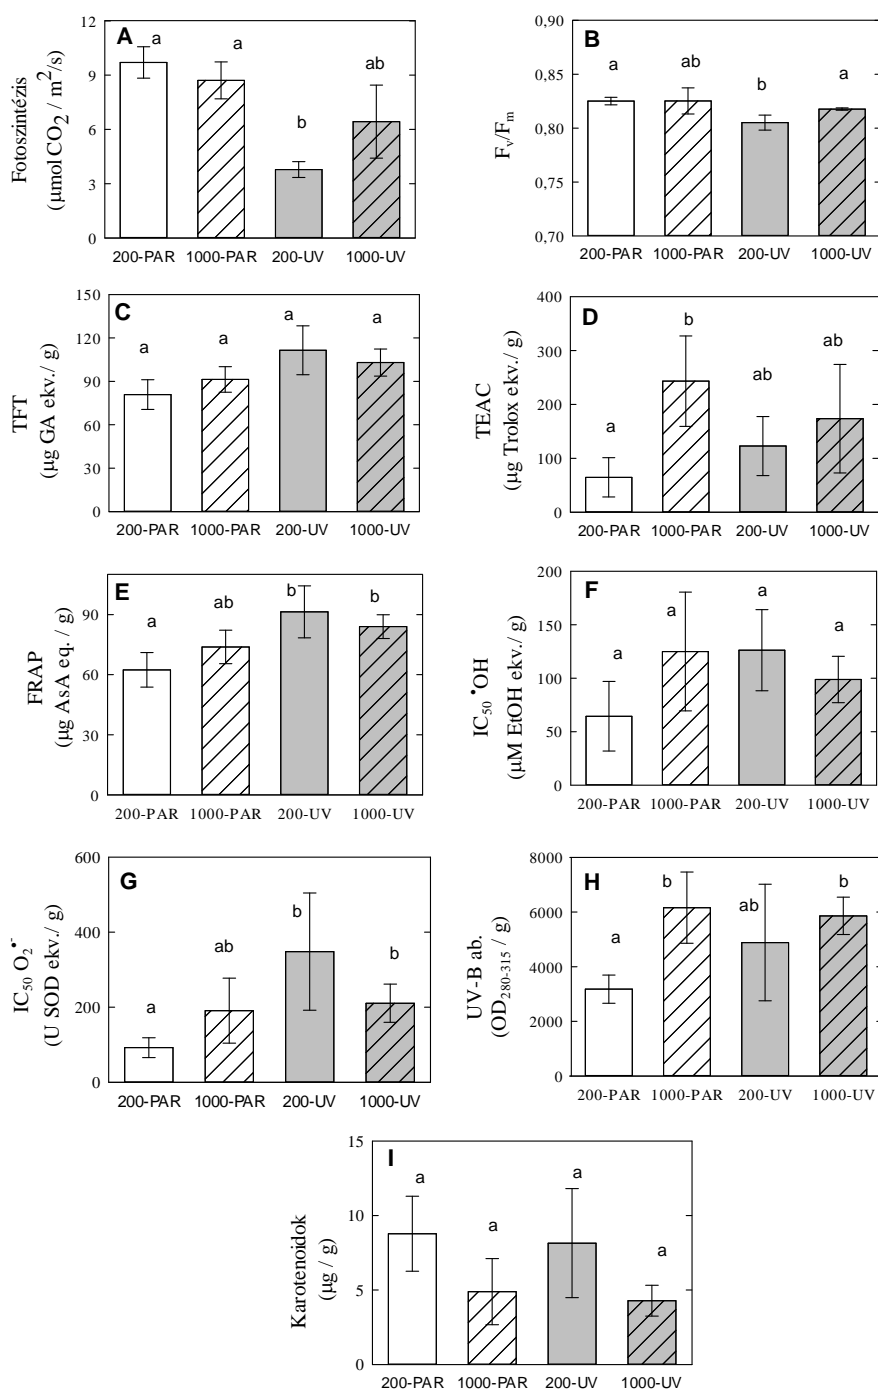 A
Fotoszintézis
(µmol CO2 / m2/s)
12
9
6
3
0
a
a
b
ab
200-PAR
1000-PAR
200-UV
1000-UV
B
Fv/Fm
0,90
0,85
0,80
0,75
0,70
a
ab
b
a
200-PAR
1000-PAR
200-UV
1000-UV
C
TFT
(µg GA ekv./ g)
150
120
90
60
30
0
a
a
a
a
200-PAR
1000-PAR
200-UV
1000-UV
D
TEAC
(µg Trolox ekv./ g)
400
300
200
100
0
a
b
ab
ab
200-PAR
1000-PAR
200-UV
1000-UV
E
FRAP
(µg AsA eq. / g)
90
60
30
0
a
ab
b
b
200-PAR
1000-PAR
200-UV
1000-UV
F
IC50 •OH
(µM EtOH ekv./ g)
200
150
100
50
0
a
a
a
a
200-PAR
1000-PAR
200-UV
1000-UV
G
IC50 O2•-
(U SOD ekv./ g)
600
400
200
0
a
ab
b
b
200-PAR
1000-PAR
200-UV
1000-UV
H
UV-B ab.
(OD280-315 / g)
8000
6000
4000
2000
0
a
b
ab
b
200-PAR
1000-PAR
200-UV
1000-UV
I
Karotenoidok
(µg / g)
15
10
5
0
a
a
a
a
200-PAR
1000-PAR
200-UV
1000-UV